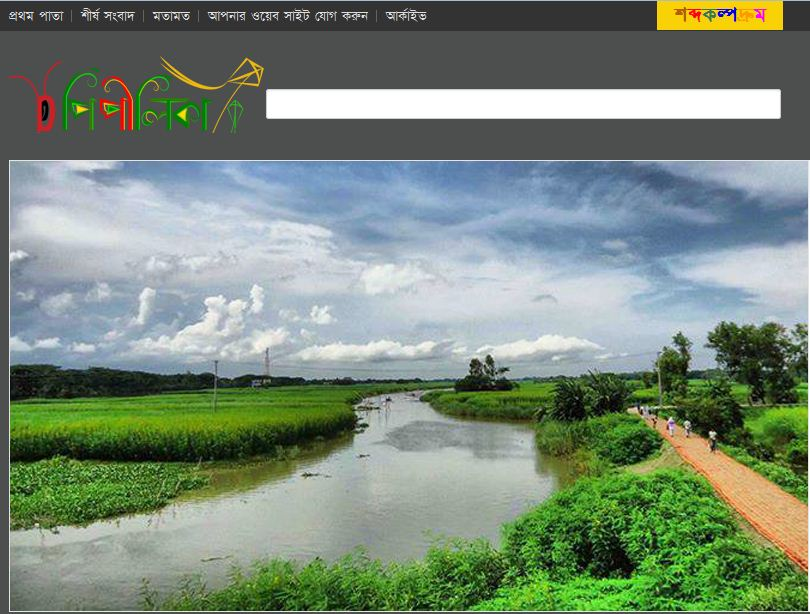 প্রথম পাতা | শীর্ষ সংবাদ | মতামত | আপনার ওয়েব সাইট যোগ করুন | আর্কাইভ
শব্দকল্পদ্রুম
পিপীলিকা